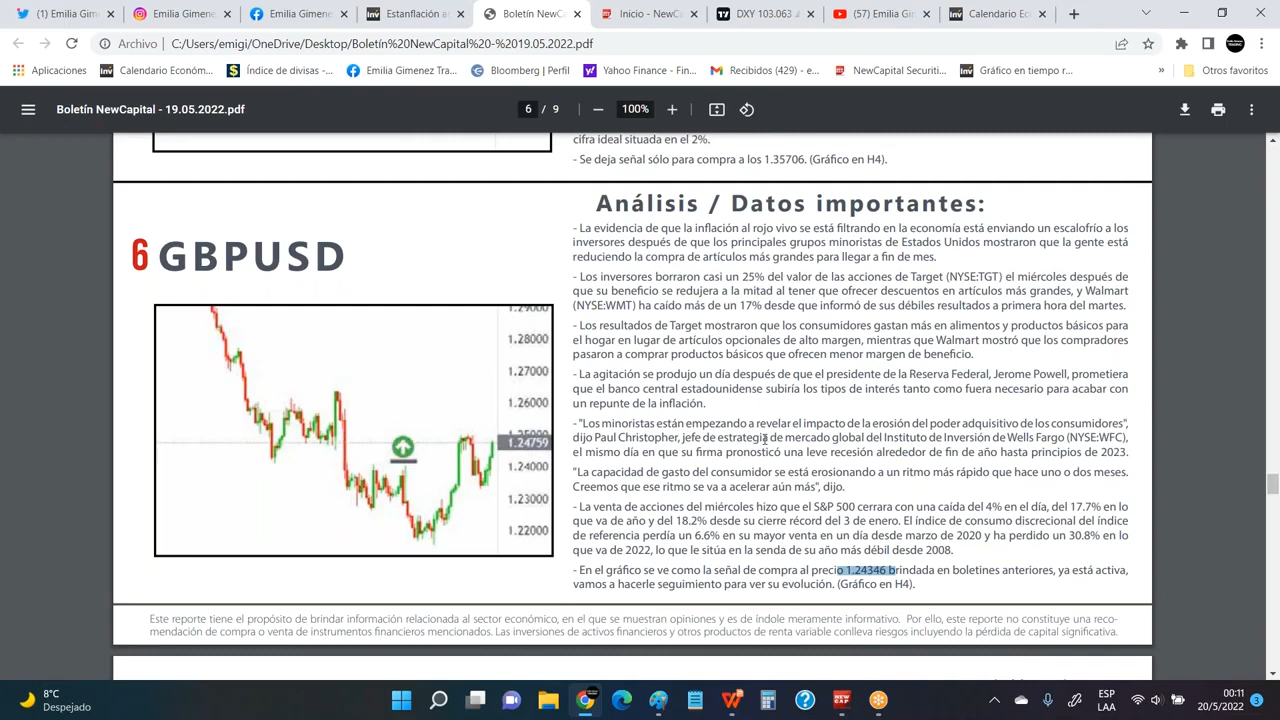 (1) Emilia Gimen
Emilia Gimene
Emilia Gimene
Estanflación e
Boletín NewCa
Inicio - NewCa
DXY 103.063
(57) Emilia Gi
Calendario Ec
Archivo | C:/Users/emigi/OneDrive/Desktop/Boletín%20NewCapital%20-%2019.05.2022.pdf
Aplicaciones
Calendario Económ...
Índice de divisas -...
Emilia Gimenez Tra...
Bloomberg | Perfil
Yahoo Finance - Fin...
Recibidos (429) - e...
NewCapital Securiti...
Gráfico en tiempo r...
»
Otros favoritos
Boletín NewCapital - 19.05.2022.pdf
6 / 9
100%
cifra ideal situada en el 2%.
- Se deja señal sólo para compra a los 1.35706. (Gráfico en H4).
6 GBPUSD
1.29000
1.28000
1.27000
1.26000
1.24759
1.23000
1.22000
Análisis / Datos importantes:
- La evidencia de que la inflación al rojo vivo se está filtrando en la economía está enviando un escalofrío a los
inversores después de que los principales grupos minoristas de Estados Unidos mostraron que la gente está
reduciendo la compra de artículos más grandes para llegar a fin de mes.
- Los inversores borraron casi un 25% del valor de las acciones de Target (NYSE:TGT) el miércoles después de
que su beneficio se redujera a la mitad al tener que ofrecer descuentos en artículos más grandes, y Walmart
(NYSE:WMT) ha caído más de un 17% desde que informó de sus débiles resultados a primera hora del martes.
- Los resultados de Target mostraron que los consumidores gastan más en alimentos y productos básicos para
el hogar en lugar de artículos opcionales de alto margen, mientras que Walmart mostró que los compradores
pasaron a comprar productos básicos que ofrecen menor margen de beneficio.
- La agitación se produjo un día después de que el presidente de la Reserva Federal, Jerome Powell, prometiera
que el banco central estadounidense subiría los tipos de interés tanto como fuera necesario para acabar con
un repunte de la inflación.
- "Los minoristas están empezando a revelar el impacto de la erosión del poder adquisitivo de los consumidores",
dijo Paul Christopher, jefe de estrategia de mercado global del Instituto de Inversión de Wells Fargo (NYSE:WFC),
el mismo día en que su firma pronosticó una leve recesión alrededor de fin de año hasta principios de 2023.
"La capacidad de gasto del consumidor se está erosionando a un ritmo más rápido que hace uno o dos meses.
Creemos que ese ritmo se va a acelerar aún más", dijo.
- La venta de acciones del miércoles hizo que el S&P 500 cerrara con una caída del 4% en el día, del 17.7% en lo
que va de año y del 18.2% desde su cierre récord del 3 de enero. El índice de consumo discrecional del índice
de referencia perdía un 6.6% en su mayor venta en un día desde marzo de 2020 y ha perdido un 30.8% en lo
que va de 2022, lo que le sitúa en la senda de su año más débil desde 2008.
- En el gráfico se ve como la señal de compra al precio 1.24346 brindada en boletines anteriores, ya está activa,
vamos a hacerle seguimiento para ver su evolución. (Gráfico en H4).
Este reporte tiene el propósito de brindar información relacionada al sector económico, en el que se muestran opiniones y es de índole meramente informativo. Por ello, este reporte no constituye una reco-
mendación de compra o venta de instrumentos financieros mencionados. Las inversiones de activos financieros y otros productos de renta variable conlleva riesgos incluyendo la pérdida de capital significativa.
8°C
Despejado
ESP
LAA
00:11
20/5/2022